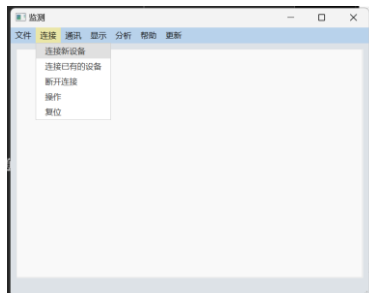 监测
文件 连接 通讯 显示 分析 帮助 更新
连接新设备
连接已有的设备
断开连接
操作
复位